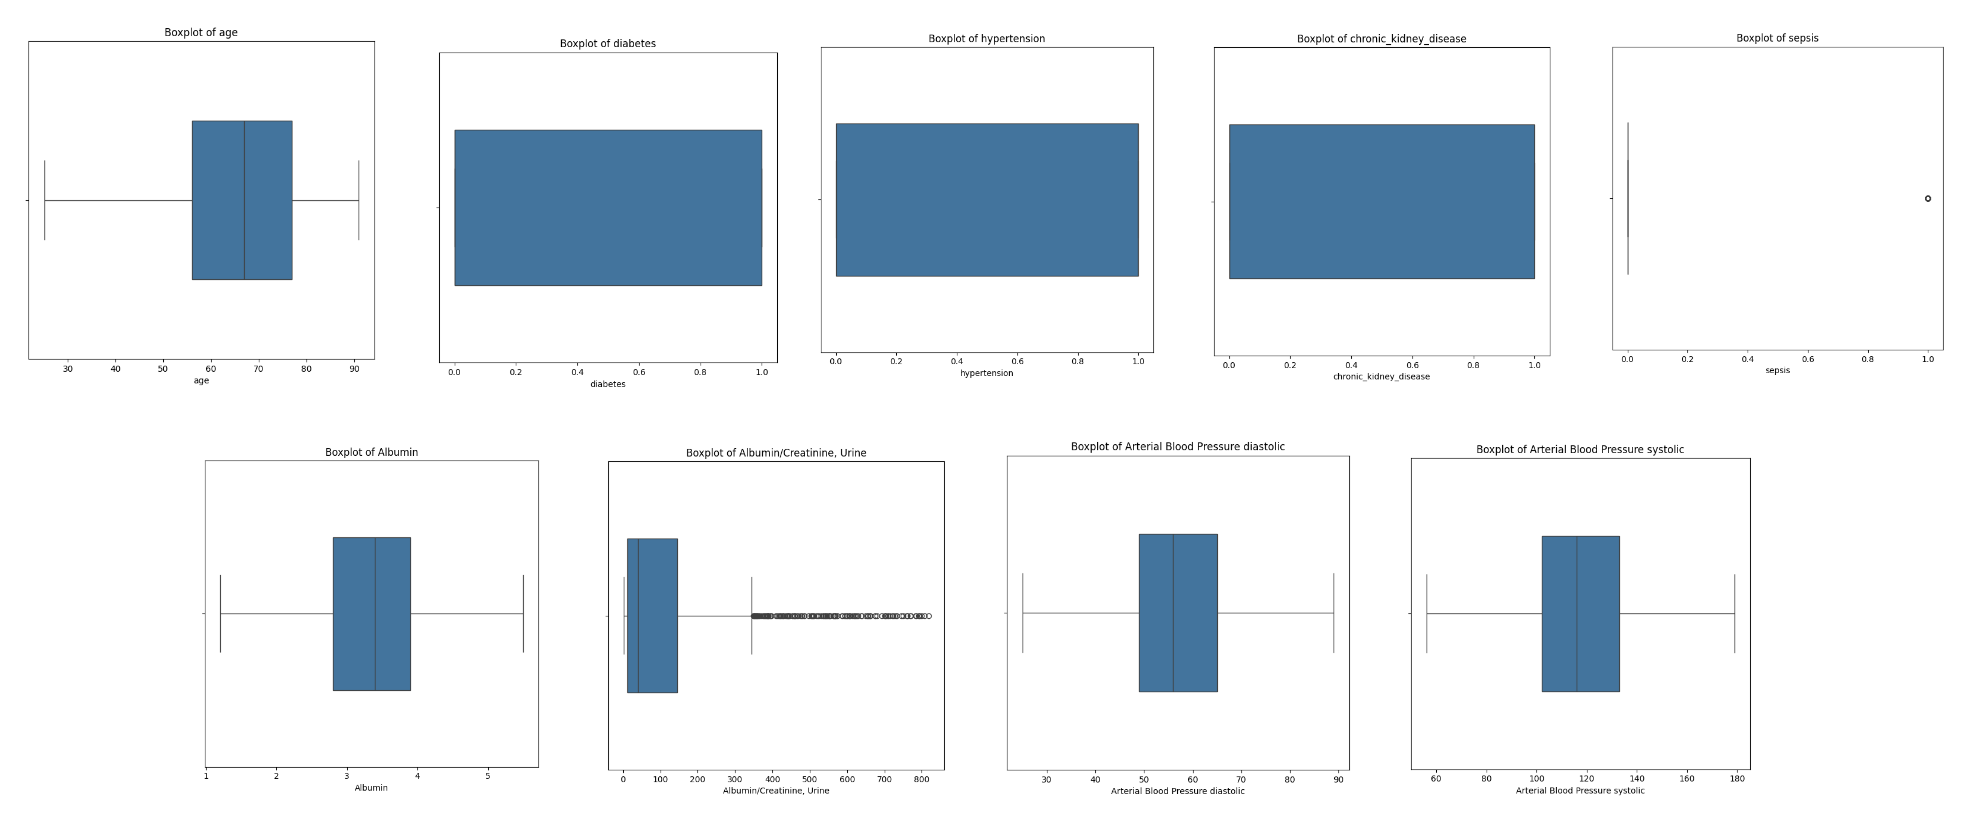 Boxplot of age
30 40 50 60 70 80 90
age
Boxplot of diabetes
0.0 0.2 0.4 0.6 0.8 1.0
diabetes
Boxplot of hypertension
0.0 0.2 0.4 0.6 0.8 1.0
hypertension
Boxplot of chronic_kidney_disease
0.0 0.2 0.4 0.6 0.8 1.0
chronic_kidney_disease
Boxplot of sepsis
0.0 0.2 0.4 0.6 0.8 1.0
sepsis
Boxplot of Albumin
1 2 3 4 5
Albumin
Boxplot of Albumin/Creatinine, Urine
0 100 200 300 400 500 600 700 800
Albumin/Creatinine, Urine
Boxplot of Arterial Blood Pressure diastolic
30 40 50 60 70 80 90
Arterial Blood Pressure diastolic
Boxplot of Arterial Blood Pressure systolic
60 80 100 120 140 160 180
Arterial Blood Pressure systolic